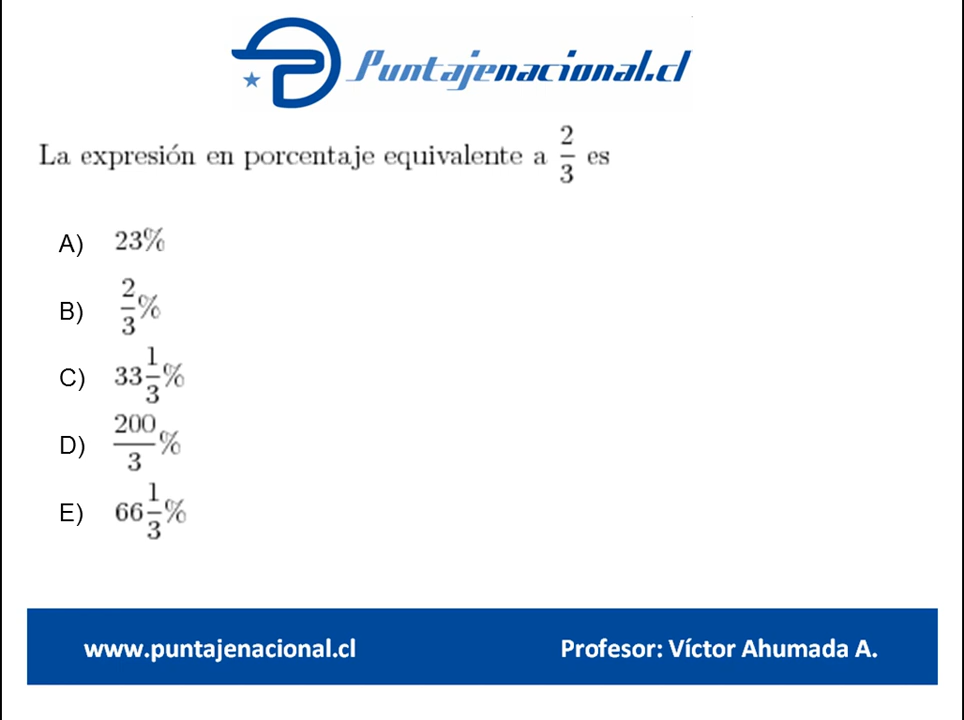 Puntajenacional.cl
La expresión en porcentaje equivalente a 2/3 es
A) 23%
B) 2/3%
C) 33 1/3%
D) 200/3%
E) 66 1/3%
www.puntajenacional.cl Profesor: Víctor Ahumada A.